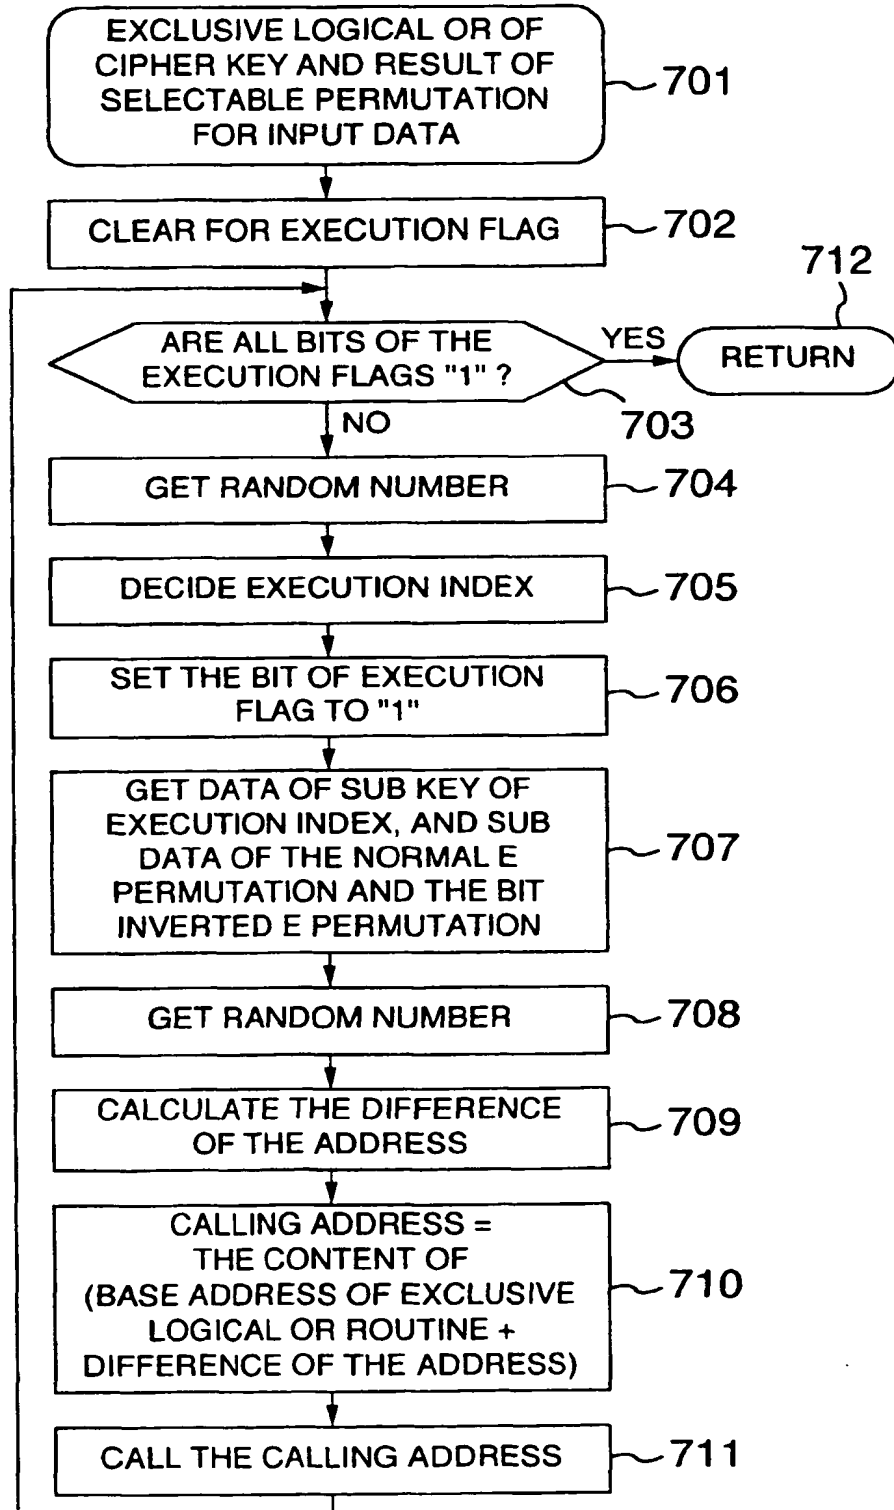 EXCLUSIVE LOGICAL OR OF
CIPHER KEY AND RESULT OF
SELECTABLE PERMUTATION
FOR INPUT DATA
701
CLEAR FOR EXECUTION FLAG
702
712
ARE ALL BITS OF THE
EXECUTION FLAGS "1" ?
YES
RETURN
703
NO
GET RANDOM NUMBER
704
DECIDE EXECUTION INDEX
705
SET THE BIT OF EXECUTION
FLAG TO "1"
706
GET DATA OF SUB KEY OF
EXECUTION INDEX, AND SUB
DATA OF THE NORMAL E
PERMUTATION AND THE BIT
INVERTED E PERMUTATION
707
GET RANDOM NUMBER
708
CALCULATE THE DIFFERENCE
OF THE ADDRESS
709
CALLING ADDRESS =
THE CONTENT OF
(BASE ADDRESS OF EXCLUSIVE
LOGICAL OR ROUTINE +
DIFFERENCE OF THE ADDRESS)
710
CALL THE CALLING ADDRESS
711